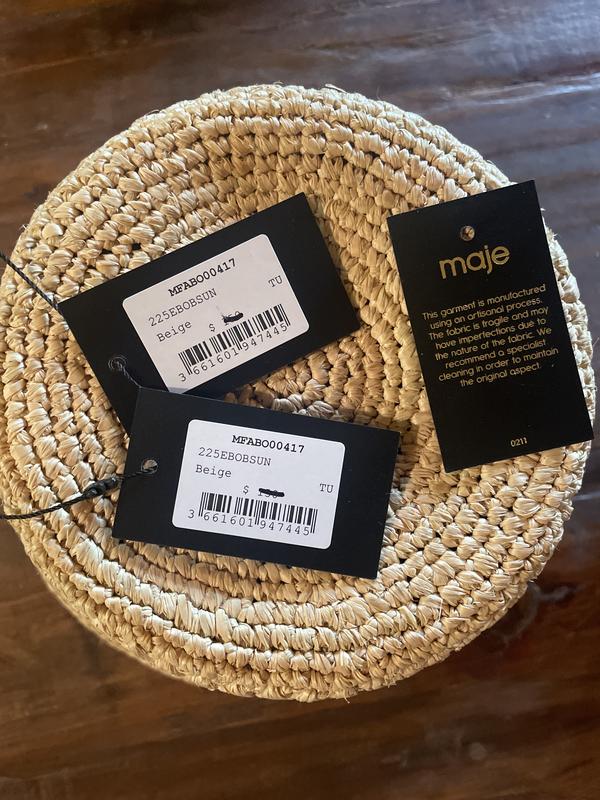 MFABO00417
225EBOBSUN
TU
Beige $
3 661601 947445
MFABO00417
225EBOBSUN
Beige
$ TU
3 661601 947445
maje
This garment is manufactured
using an artisanal process.
The fabric is fragile and may
have imperfections due to
the nature of the fabric. We
recommend a specialist
cleaning in order to maintain
the original aspect.
0211